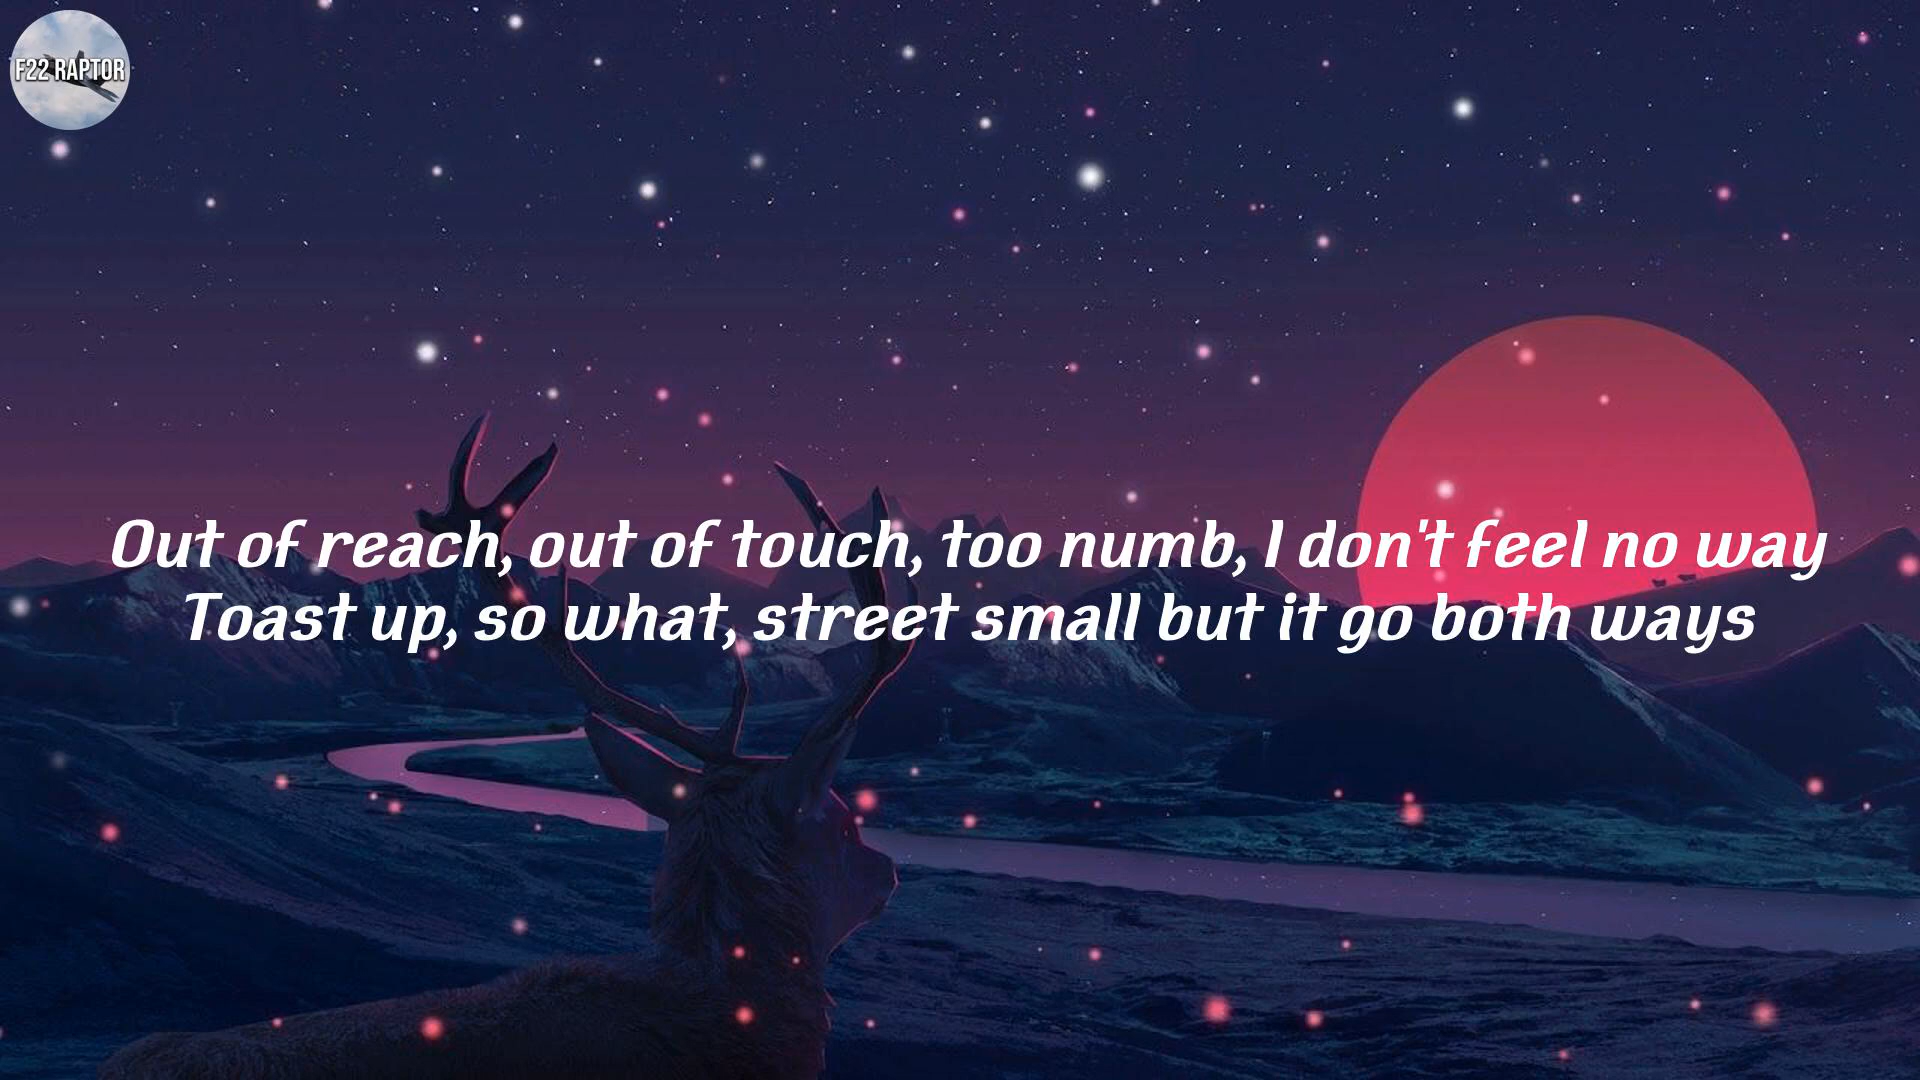 F22 RAPTOR
Out of reach, out of touch, too numb, I don't feel no way
Toast up, so what, street small but it go both ways